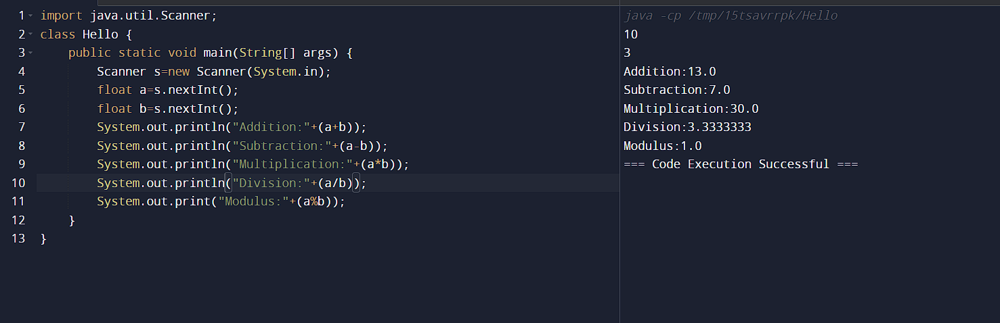 1 import java.util.Scanner;
2 class Hello {
3     public static void main(String[] args) {
4         Scanner s=new Scanner(System.in);
5         float a=s.nextInt();
6         float b=s.nextInt();
7         System.out.println("Addition:"+(a+b));
8         System.out.println("Subtraction:"+(a-b));
9         System.out.println("Multiplication:"+(a*b));
10         System.out.println("Division:"+(a/b));
11         System.out.print("Modulus:"+(a%b));
12     }
13 }
java -cp /tmp/15tsavrrpk/Hello
10
3
Addition:13.0
Subtraction:7.0
Multiplication:30.0
Division:3.3333333
Modulus:1.0
=== Code Execution Successful ===